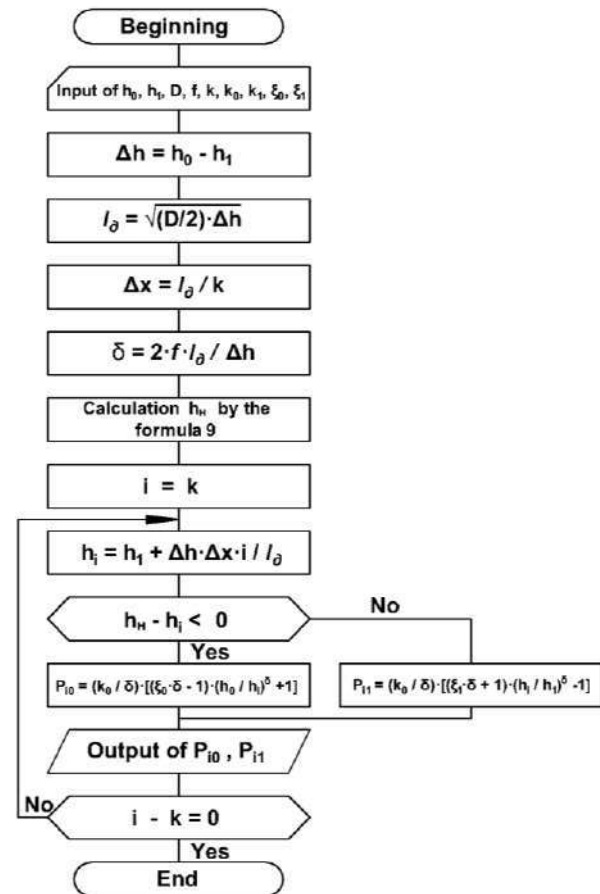 Beginning
Input of h₀, h₁, D, f, k, k₀, k₁, ξ₀, ξ₁
Δh = h₀ - h₁
l∂ = √(D/2)·Δh
Δx = l∂ / k
δ = 2·f·l∂ / Δh
Calculation hн by the
formula 9
i = k
hᵢ = h₁ + Δh·Δx·i / l∂
hн - hᵢ < 0
No
Yes
Pᵢ₀ = (k₀ / δ)·[(ξ₀·δ - 1)·(h₀ / hᵢ)^δ +1]
Pᵢ₁ = (k₀ / δ)·[(ξ₁·δ + 1)·(hᵢ / h₁)^δ -1]
Output of Pᵢ₀ , Pᵢ₁
No
i - k = 0
Yes
End